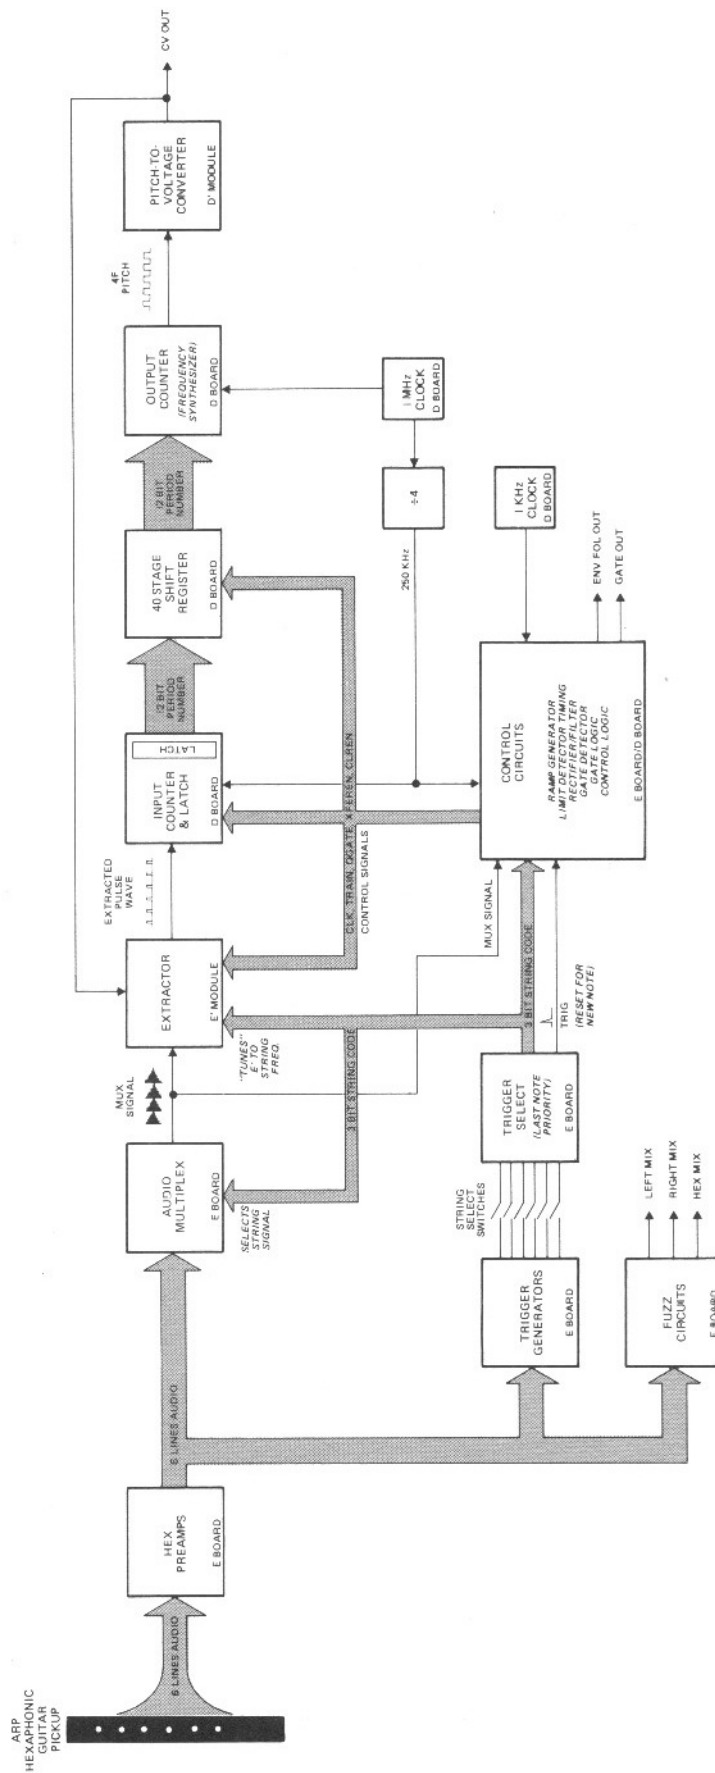 ARP
HEXAPHONIC
GUITAR
PICKUP
6 LINES AUDIO
HEX
PREAMPS
E BOARD
6 LINES AUDIO
AUDIO
MULTIPLEX
E BOARD
SELECTS
STRING
SIGNAL
MUX
SIGNAL
3 BIT STRING CODE
EXTRACTOR
E' MODULE
"TUNES"
E' TO
STRING
FREQ.
EXTRACTED
PULSE
WAVE
INPUT
COUNTER
& LATCH
D BOARD
LATCH
12 BIT
PERIOD
NUMBER
40 STAGE
SHIFT
REGISTER
D BOARD
12 BIT
PERIOD
NUMBER
OUTPUT
COUNTER
(FREQUENCY
SYNTHESIZER)
D BOARD
4F
PITCH
PITCH-TO-
VOLTAGE
CONVERTER
D' MODULE
CV OUT
CLK, TRAIN, QGATE, XFEREN, CLREN
CONTROL SIGNALS
MUX SIGNAL
250 KHz
÷4
1 MHz
CLOCK
D BOARD
TRIGGER
GENERATORS
E BOARD
STRING
SELECT
SWITCHES
TRIGGER
SELECT
(LAST NOTE
PRIORITY)
E BOARD
3 BIT STRING CODE
TRIG
(RESET FOR
NEW NOTE)
CONTROL
CIRCUITS
RAMP GENERATOR
LIMIT DETECTOR TIMING
RECTIFIER/FILTER
GATE DETECTOR
GATE LOGIC
CONTROL LOGIC
E BOARD/D BOARD
1 KHz
CLOCK
D BOARD
ENV FOL OUT
GATE OUT
FUZZ
CIRCUITS
E BOARD
LEFT MIX
RIGHT MIX
HEX MIX